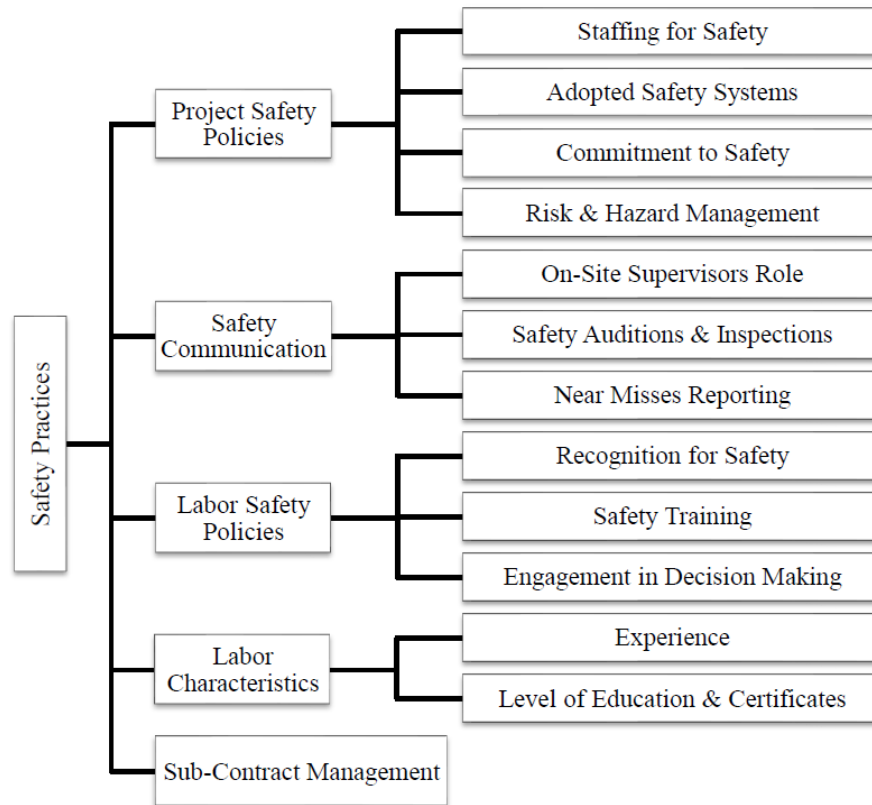 Safety Practices
Project Safety
Policies
Staffing for Safety
Adopted Safety Systems
Commitment to Safety
Risk & Hazard Management
Safety
Communication
On-Site Supervisors Role
Safety Auditions & Inspections
Near Misses Reporting
Labor Safety
Policies
Recognition for Safety
Safety Training
Engagement in Decision Making
Labor
Characteristics
Experience
Level of Education & Certificates
Sub-Contract Management